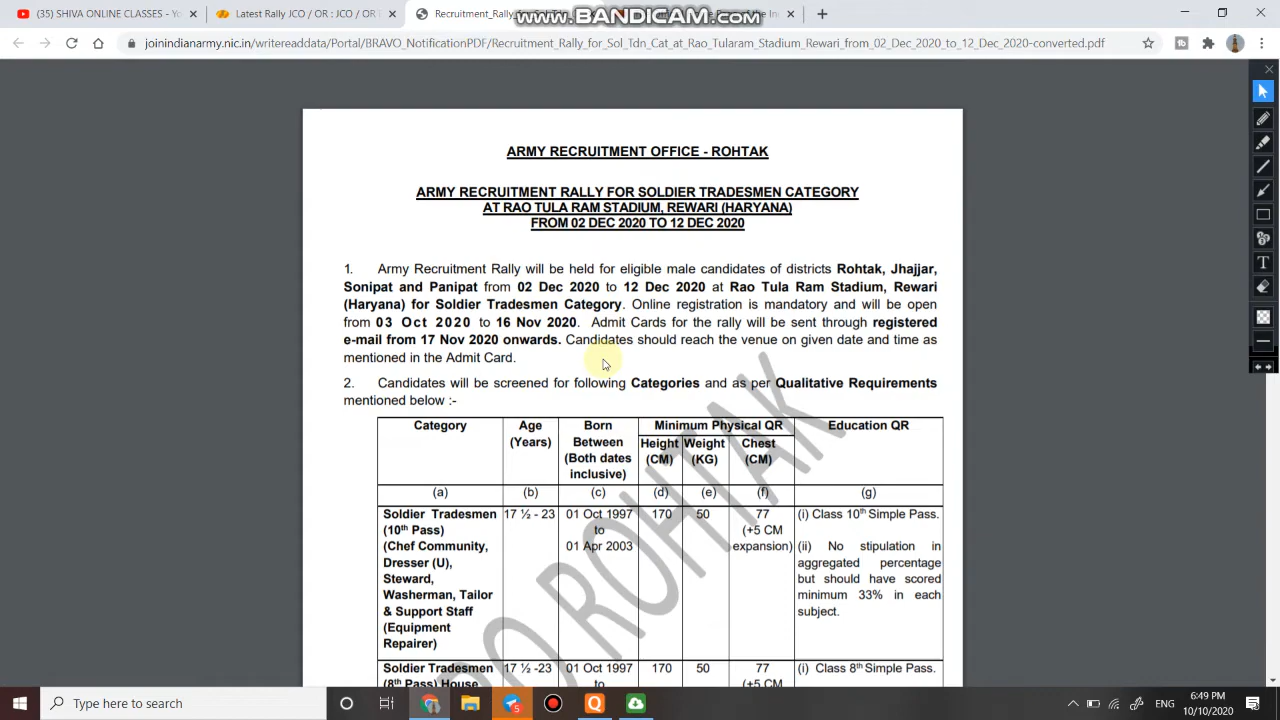 (35) SHIVA ONLINE CLASSES - Yo
Latest Rally JCO / OR : JCO / OR I
Recruitment_Rally_for_Sol_Tdn
www.BANDICAM.com
joinindianarmy.nic.in/writereaddata/Portal/BRAVO_NotificationPDF/Recruitment_Rally_for_Sol_Tdn_Cat_at_Rao_Tularam_Stadium_Rewari_from_02_Dec_2020_to_12_Dec_2020-converted.pdf
ARMY RECRUITMENT OFFICE - ROHTAK
ARMY RECRUITMENT RALLY FOR SOLDIER TRADESMEN CATEGORY
AT RAO TULA RAM STADIUM, REWARI (HARYANA)
FROM 02 DEC 2020 TO 12 DEC 2020
1. Army Recruitment Rally will be held for eligible male candidates of districts Rohtak, Jhajjar,
Sonipat and Panipat from 02 Dec 2020 to 12 Dec 2020 at Rao Tula Ram Stadium, Rewari
(Haryana) for Soldier Tradesmen Category. Online registration is mandatory and will be open
from 03 Oct 2020 to 16 Nov 2020. Admit Cards for the rally will be sent through registered
e-mail from 17 Nov 2020 onwards. Candidates should reach the venue on given date and time as
mentioned in the Admit Card.
2. Candidates will be screened for following Categories and as per Qualitative Requirements
mentioned below :-
Category Age Born Minimum Physical QR Education QR
(Years) Between Height Weight Chest
(Both dates (CM) (KG) (CM)
inclusive)
(a) (b) (c) (d) (e) (f) (g)
Soldier Tradesmen 17 ½ - 23 01 Oct 1997 170 50 77 (i) Class 10th Simple Pass.
(10th Pass) to (+5 CM
(Chef Community, 01 Apr 2003 expansion) (ii) No stipulation in
Dresser (U), aggregated percentage
Steward, but should have scored
Washerman, Tailor minimum 33% in each
& Support Staff subject.
(Equipment
Repairer)
Soldier Tradesmen 17 ½ -23 01 Oct 1997 170 50 77 (i) Class 8th Simple Pass.
(8th Pass) House to (+5 CM
RO ROHTAK
Type here to search
ENG
6:49 PM
10/10/2020